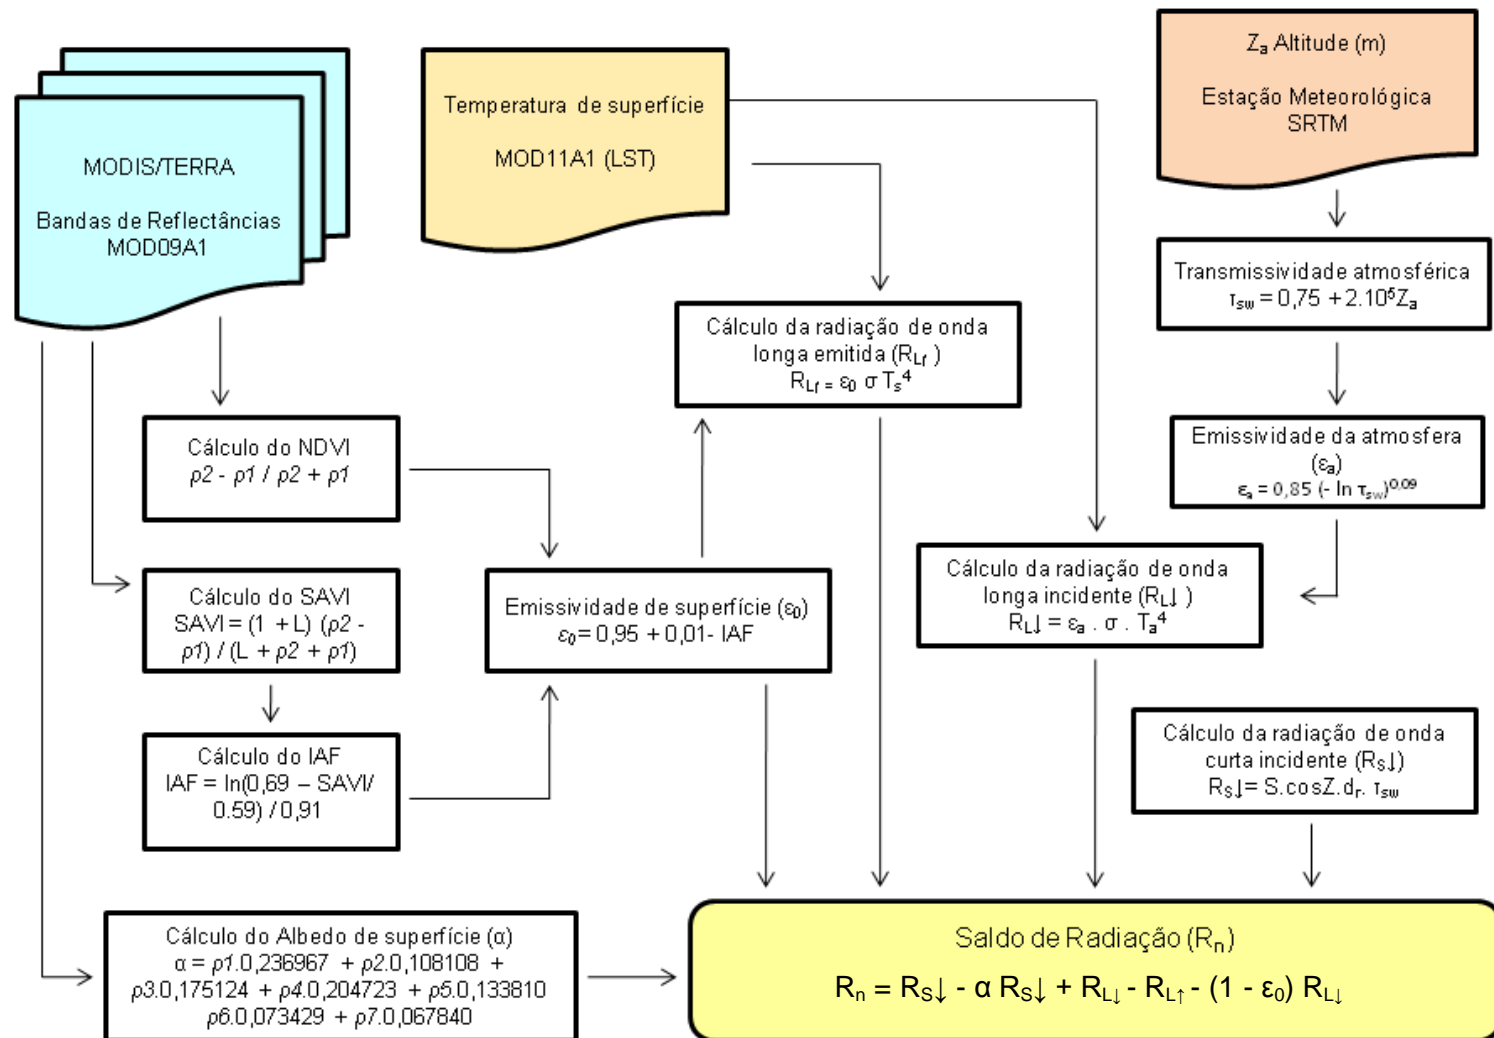 MODIS/TERRA
Bandas de Reflectâncias
MOD09A1
Temperatura de superfície
MOD11A1 (LST)
Zₐ Altitude (m)
Estação Meteorológica
SRTM
Transmissividade atmosférica
τsw = 0,75 + 2.10⁵Zₐ
Cálculo da radiação de onda
longa emitida (RL↑ )
RL↑ = ε₀ σ Ts⁴
Emissividade da atmosfera
(εₐ)
εₐ = 0,85 (- ln τsw)⁰,⁰⁹
Cálculo do NDVI
ρ2 - ρ1 / ρ2 + ρ1
Cálculo do SAVI
SAVI = (1 + L) (ρ2 -
ρ1) / (L + ρ2 + ρ1)
Emissividade de superfície (ε₀)
ε₀ = 0,95 + 0,01- IAF
Cálculo da radiação de onda
longa incidente (RL↓ )
RL↓ = εₐ . σ . Tₐ⁴
Cálculo do IAF
IAF = ln(0,69 – SAVI/
0.59) / 0,91
Cálculo da radiação de onda
curta incidente (RS↓)
RS↓= S.cosZ.dr. τsw
Cálculo do Albedo de superfície (α)
α = ρ1.0,236967 + ρ2.0,108108 +
ρ3.0,175124 + ρ4.0,204723 + ρ5.0,133810
ρ6.0,073429 + ρ7.0,067840
Saldo de Radiação (Rn)
Rn = RS↓ - α RS↓ + RL↓ - RL↑ - (1 - ε₀) RL↓